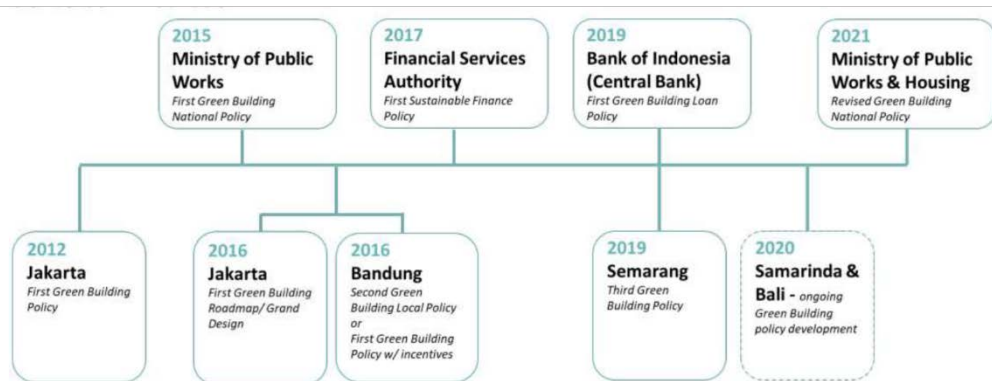 2015
Ministry of Public
Works
First Green Building
National Policy
2017
Financial Services
Authority
First Sustainable Finance
Policy
2019
Bank of Indonesia
(Central Bank)
First Green Building Loan
Policy
2021
Ministry of Public
Works & Housing
Revised Green Building
National Policy
2012
Jakarta
First Green Building
Policy
2016
Jakarta
First Green Building
Roadmap/ Grand
Design
2016
Bandung
Second Green
Building Local Policy
or
First Green Building
Policy w/ incentives
2019
Semarang
Third Green
Building Policy
2020
Samarinda &
Bali - ongoing
Green Building
policy development